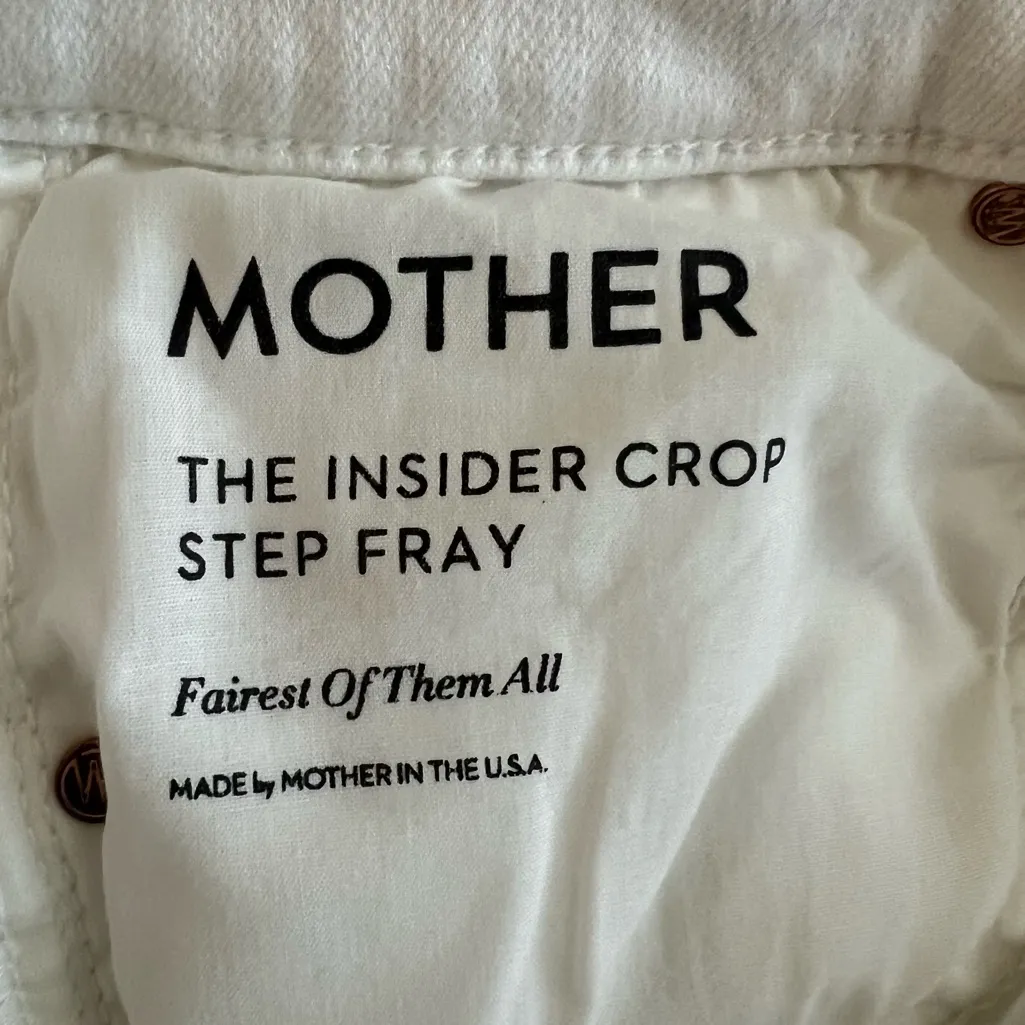 MOTHER
THE INSIDER CROP
STEP FRAY
Fairest Of Them All
MADE by MOTHER IN THE U.S.A.